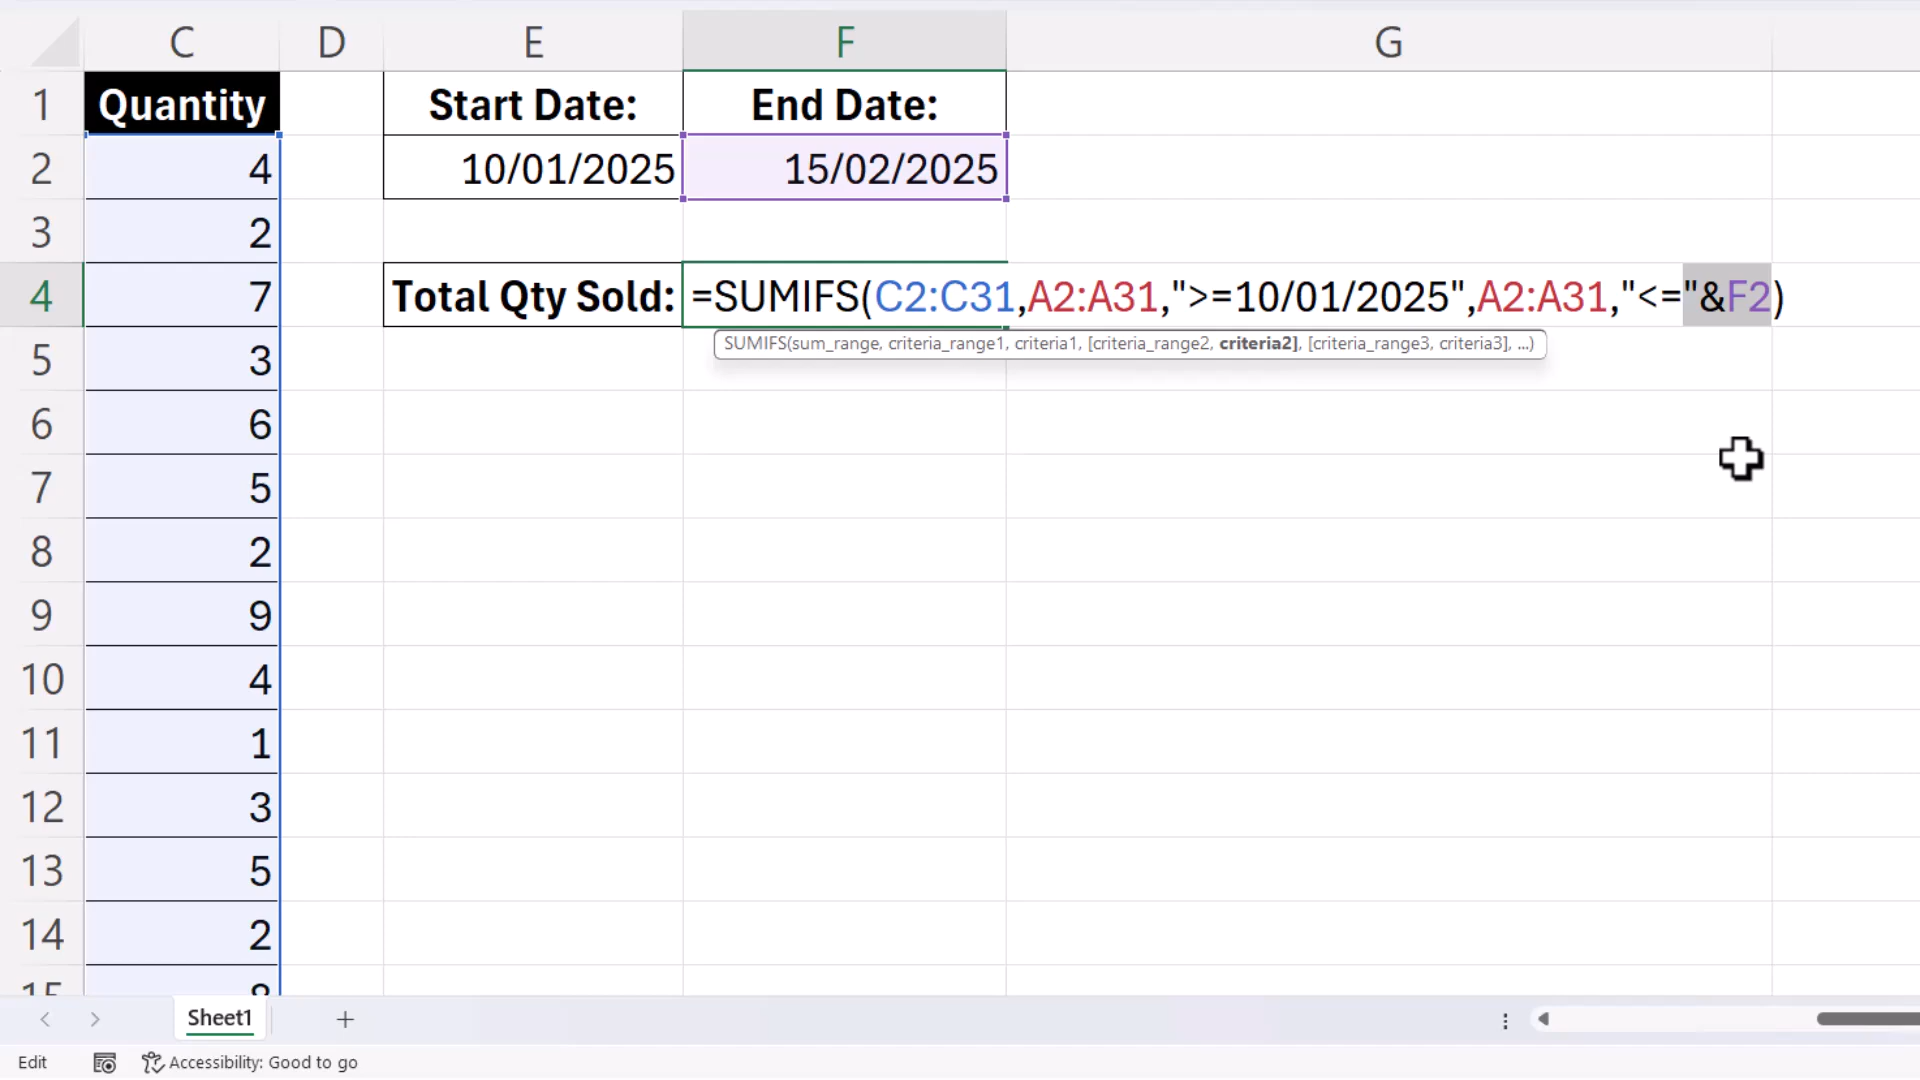 C D E F G
1 Quantity Start Date: End Date:
2 4 10/01/2025 15/02/2025
3 2
4 7 Total Qty Sold: =SUMIFS(C2:C31,A2:A31,">=10/01/2025",A2:A31,"<="&F2)
SUMIFS(sum_range, criteria_range1, criteria1, [criteria_range2, criteria2], [criteria_range3, criteria3], ...)
5 3
6 6
7 5
8 2
9 9
10 4
11 1
12 3
13 5
14 2
15
Sheet1
Edit Accessibility: Good to go